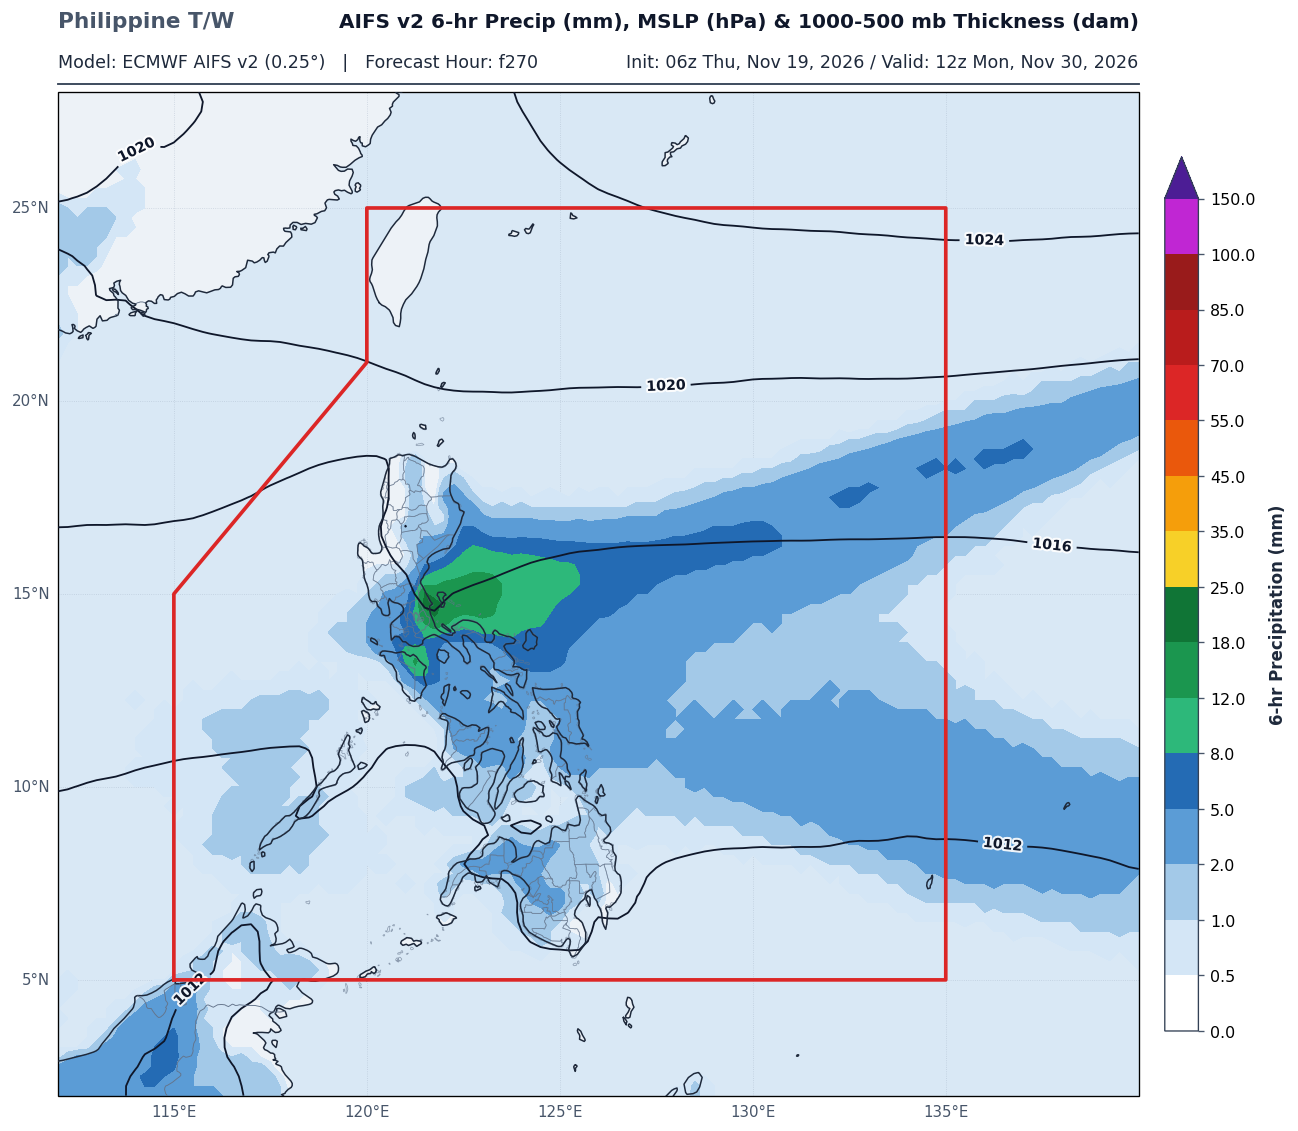 Philippine T/W
AIFS v2 6-hr Precip (mm), MSLP (hPa) & 1000-500 mb Thickness (dam)
Model: ECMWF AIFS v2 (0.25°)   |   Forecast Hour: f270
Init: 06z Thu, Nov 19, 2026 / Valid: 12z Mon, Nov 30, 2026
1020
25°N
1024
20°N
1020
1016
15°N
10°N
1012
5°N
1012
115°E
120°E
125°E
130°E
135°E
150.0
100.0
85.0
70.0
55.0
45.0
35.0
25.0
18.0
12.0
8.0
5.0
2.0
1.0
0.5
0.0
6-hr Precipitation (mm)